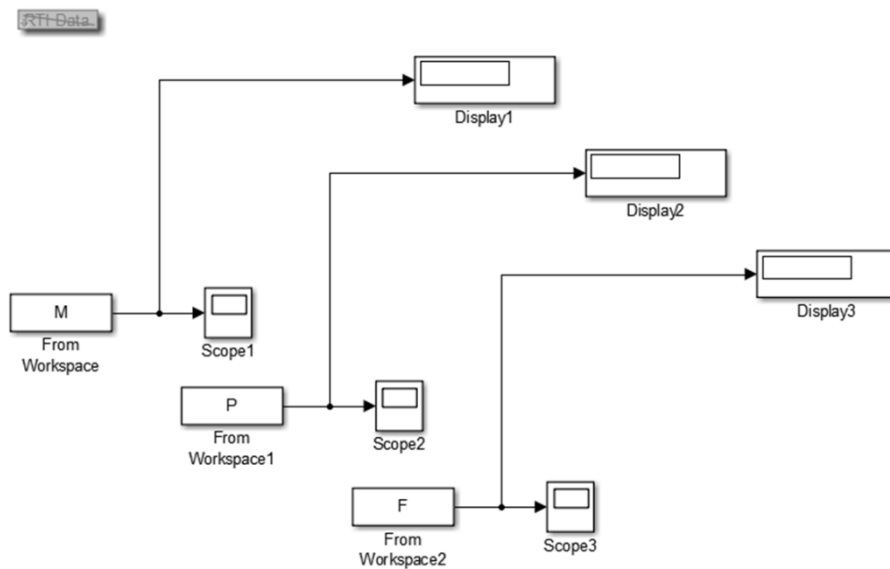 RTI Data
Display1
Display2
Display3
M
From
Workspace
Scope1
P
From
Workspace1
Scope2
F
From
Workspace2
Scope3